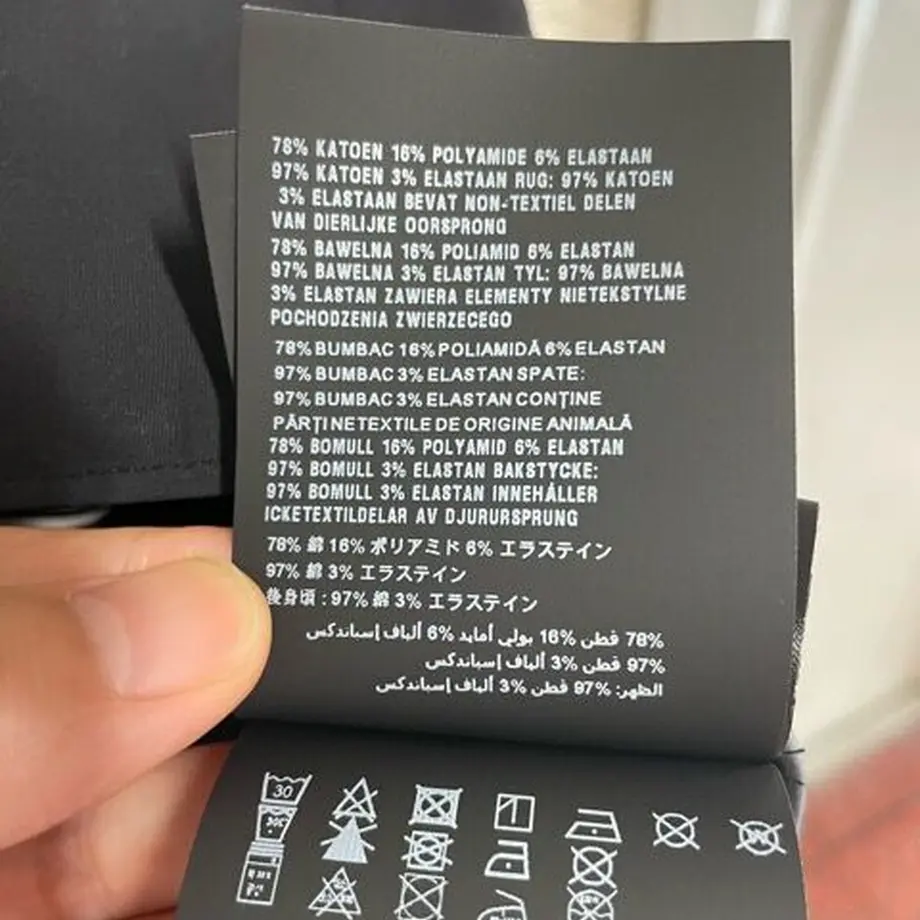 78% KATOEN 16% POLYAMIDE 6% ELASTAAN
97% KATOEN 3% ELASTAAN RUG: 97% KATOEN
3% ELASTAAN BEVAT NON-TEXTIEL DELEN
VAN DIERLIJKE OORSPRONG
78% BAWELNA 16% POLIAMID 6% ELASTAN
97% BAWELNA 3% ELASTAN TYL: 97% BAWELNA
3% ELASTAN ZAWIERA ELEMENTY NIETEKSTYLNE
POCHODZENIA ZWIERZECEGO
78% BUMBAC 16% POLIAMIDĂ 6% ELASTAN
97% BUMBAC 3% ELASTAN SPATE:
97% BUMBAC 3% ELASTAN CONȚINE
PĂRȚI NETEXTILE DE ORIGINE ANIMALĂ
78% BOMULL 16% POLYAMID 6% ELASTAN
97% BOMULL 3% ELASTAN BAKSTYCKE:
97% BOMULL 3% ELASTAN INNEHÅLLER
ICKETEXTILDELAR AV DJURURSPRUNG
78% 綿 16% ポリアミド 6% エラステイン
97% 綿 3% エラステイン
後身頃 : 97% 綿 3% エラステイン
78% قطن 16% بولي أمايد 6% ألياف إسباندكس
97% قطن 3% ألياف إسباندكس
الظهر: 97% قطن 3% ألياف إسباندكس
30